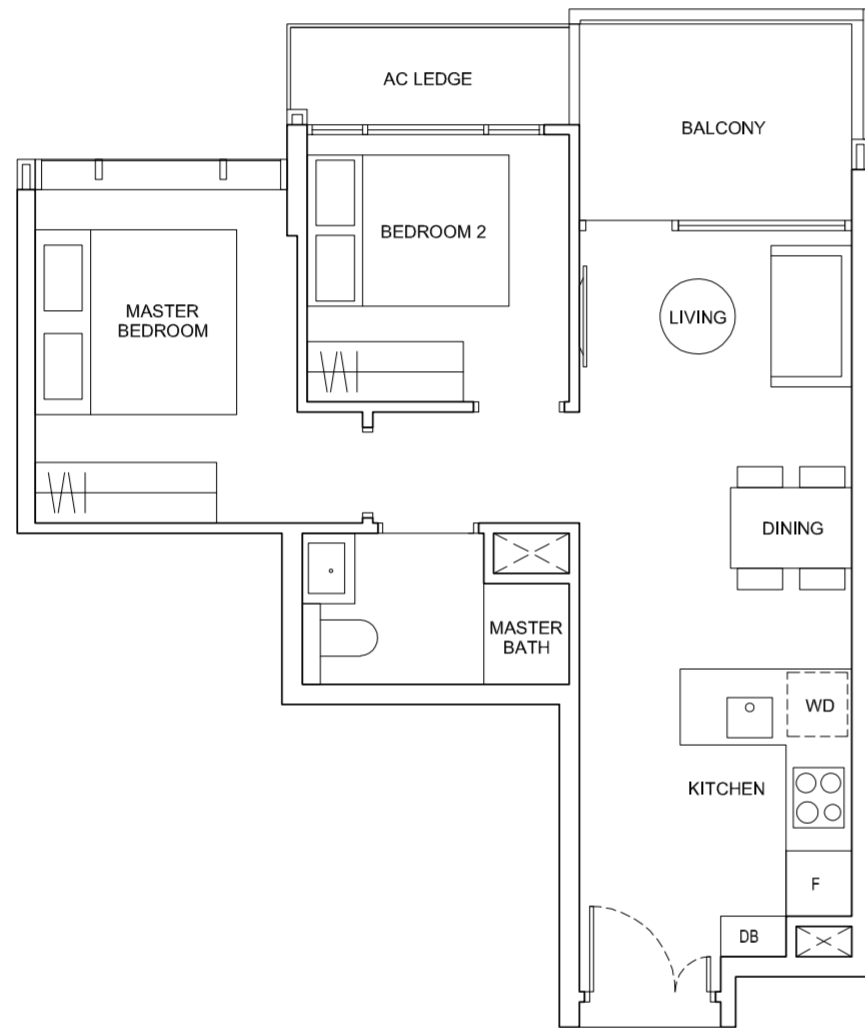 AC LEDGE
BALCONY
BEDROOM 2
MASTER
BEDROOM
LIVING
DINING
MASTER
BATH
WD
KITCHEN
F
DB